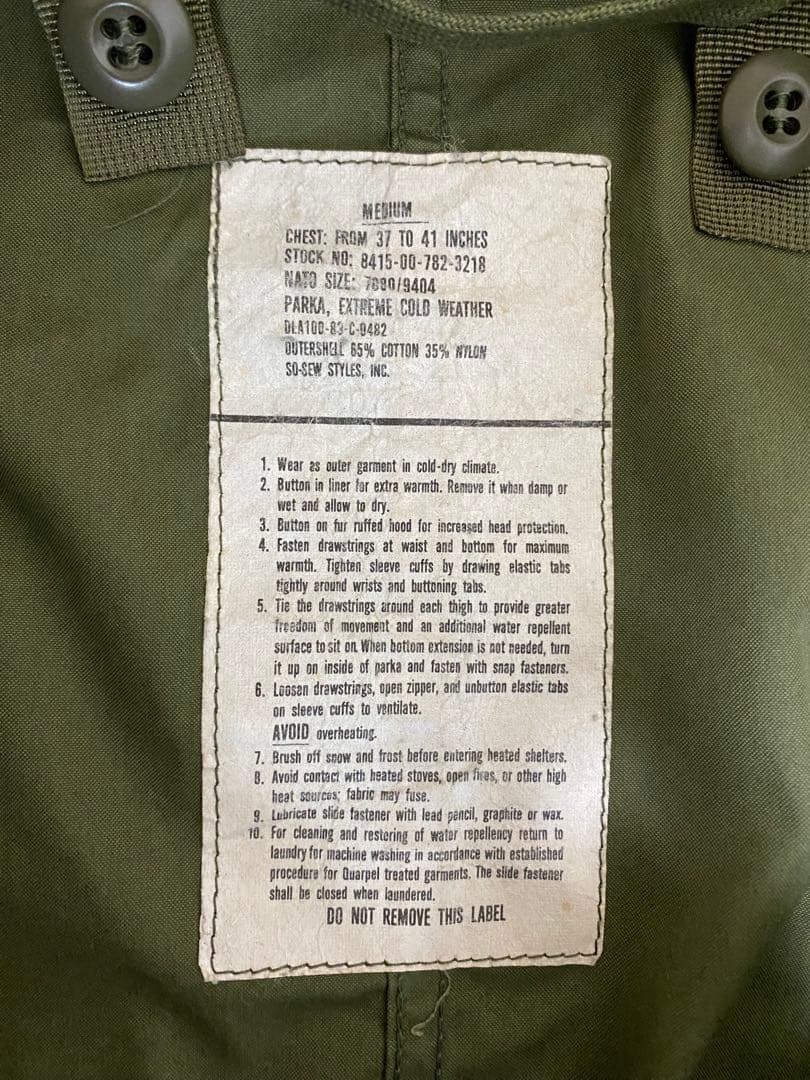 MEDIUM
CHEST: FROM 37 TO 41 INCHES
STOCK NO: 8415-00-782-3218
NATO SIZE: 7080/9404
PARKA, EXTREME COLD WEATHER
DLA100-83-C-0482
OUTERSHELL 65% COTTON 35% NYLON
SO-SEW STYLES, INC.
1. Wear as outer garment in cold-dry climate.
2. Button in liner for extra warmth. Remove it when damp or
wet and allow to dry.
3. Button on fur ruffed hood for increased head protection.
4. Fasten drawstrings at waist and bottom for maximum
warmth. Tighten sleeve cuffs by drawing elastic tabs
tightly around wrists and buttoning tabs.
5. Tie the drawstrings around each thigh to provide greater
freedom of movement and an additional water repellent
surface to sit on. When bottom extension is not needed, turn
it up on inside of parka and fasten with snap fasteners.
6. Loosen drawstrings, open zipper, and unbutton elastic tabs
on sleeve cuffs to ventilate.
AVOID overheating.
7. Brush off snow and frost before entering heated shelters.
8. Avoid contact with heated stoves, open fires, or other high
heat sources; fabric may fuse.
9. Lubricate slide fastener with lead pencil, graphite or wax.
10. For cleaning and restoring of water repellency return to
laundry for machine washing in accordance with established
procedure for Quarpel treated garments. The slide fastener
shall be closed when laundered.
DO NOT REMOVE THIS LABEL